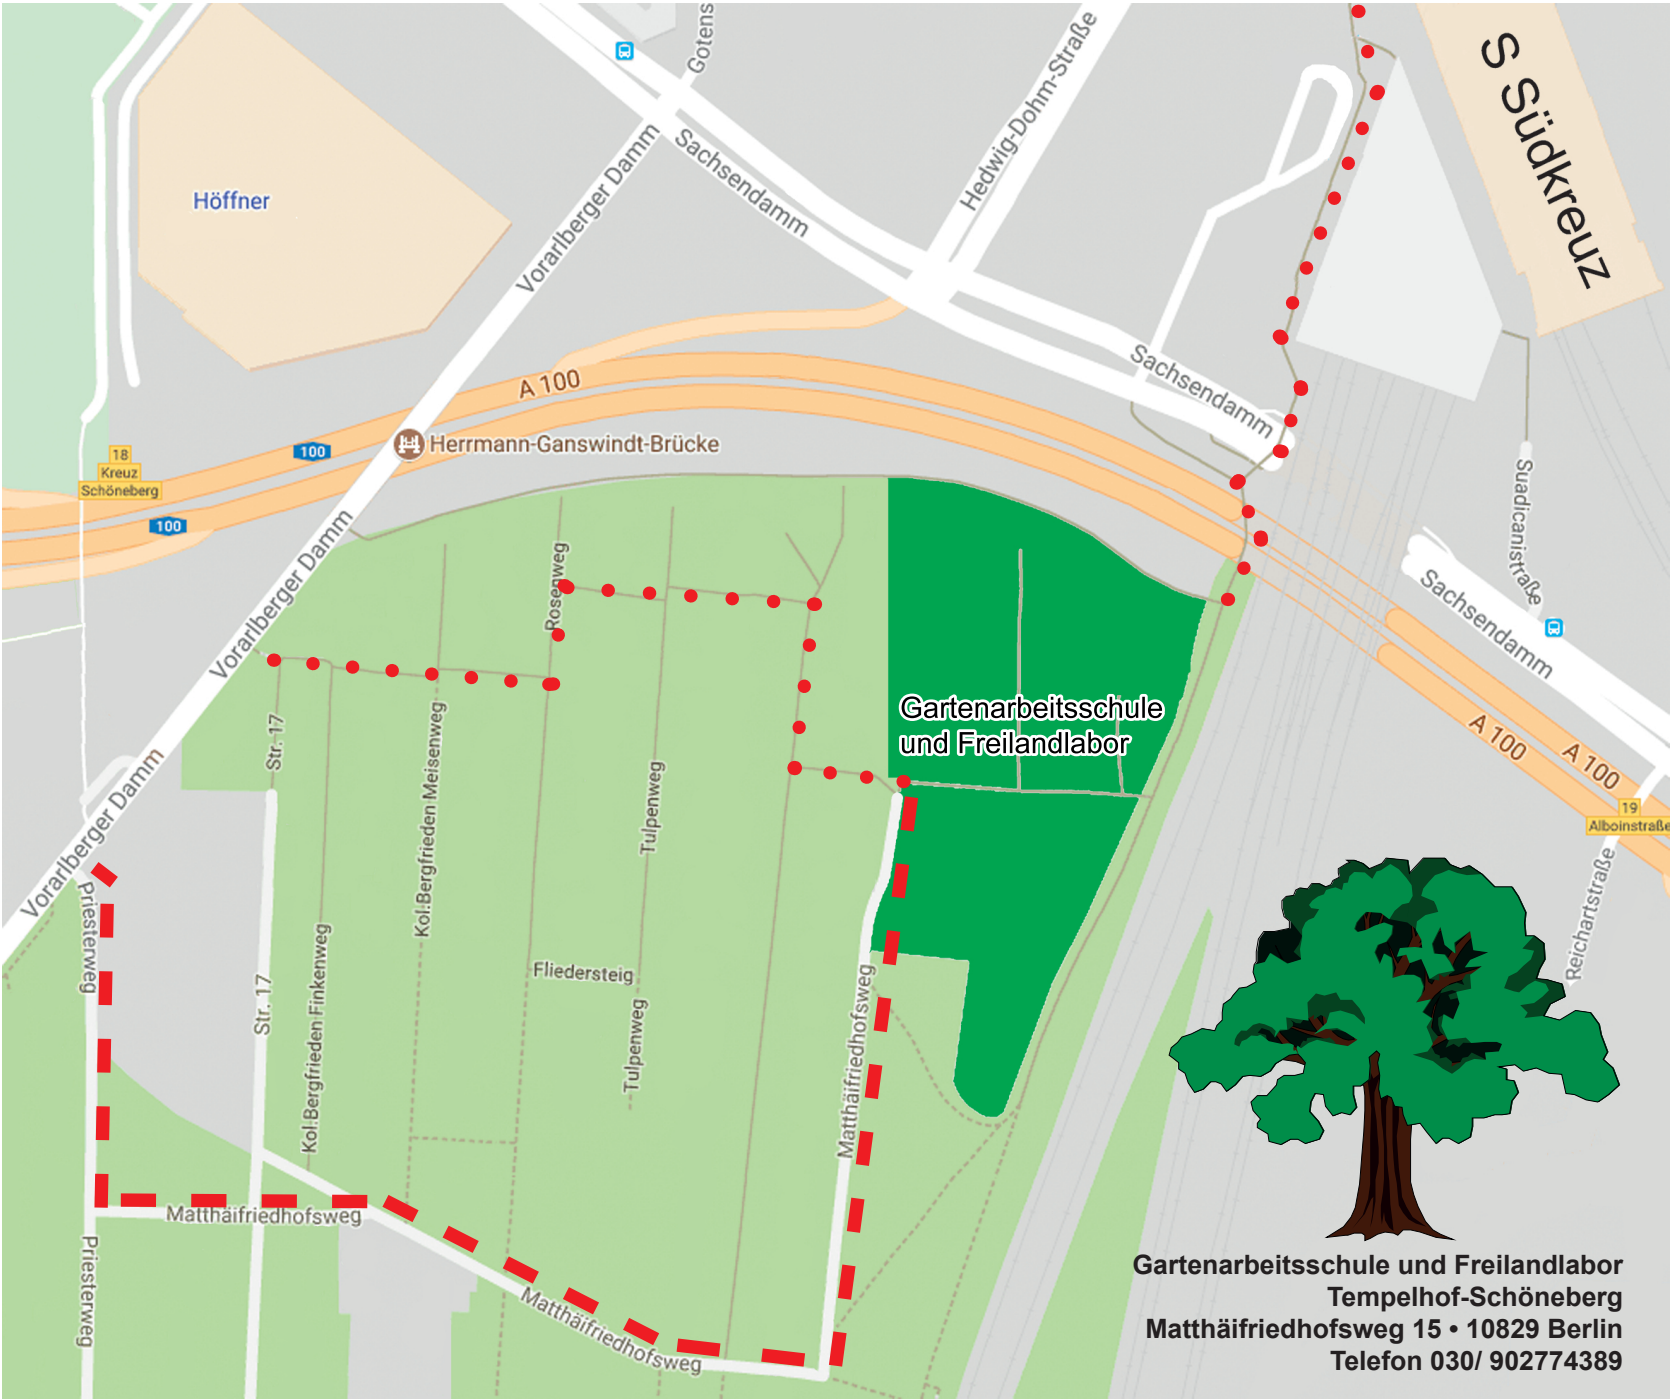 Gotens
S Südkreuz
Hedwig-Dohm-Straße
Höffner
Vorarlberger Damm
Sachsendamm
Sachsendamm
A 100
100
Herrmann-Ganswindt-Brücke
18
Kreuz
Schöneberg
100
Suadicanistraße
Sachsendamm
Vorarlberger Damm
Rosenweg
Gartenarbeitsschule
und Freilandlabor
Str. 17
Kol.Bergfrieden Meisenweg
Tulpenweg
A 100
A 100
19
Alboinstraße
Vorarlberger Damm
Priesterweg
Reichartstraße
Fliedersteig
Str. 17
Kol.Bergfrieden Finkenweg
Tulpenweg
Matthäifriedhofsweg
Matthäifriedhofsweg
Priesterweg
Matthäifriedhofsweg
Gartenarbeitsschule und Freilandlabor
Tempelhof-Schöneberg
Matthäifriedhofsweg 15 • 10829 Berlin
Telefon 030/ 902774389